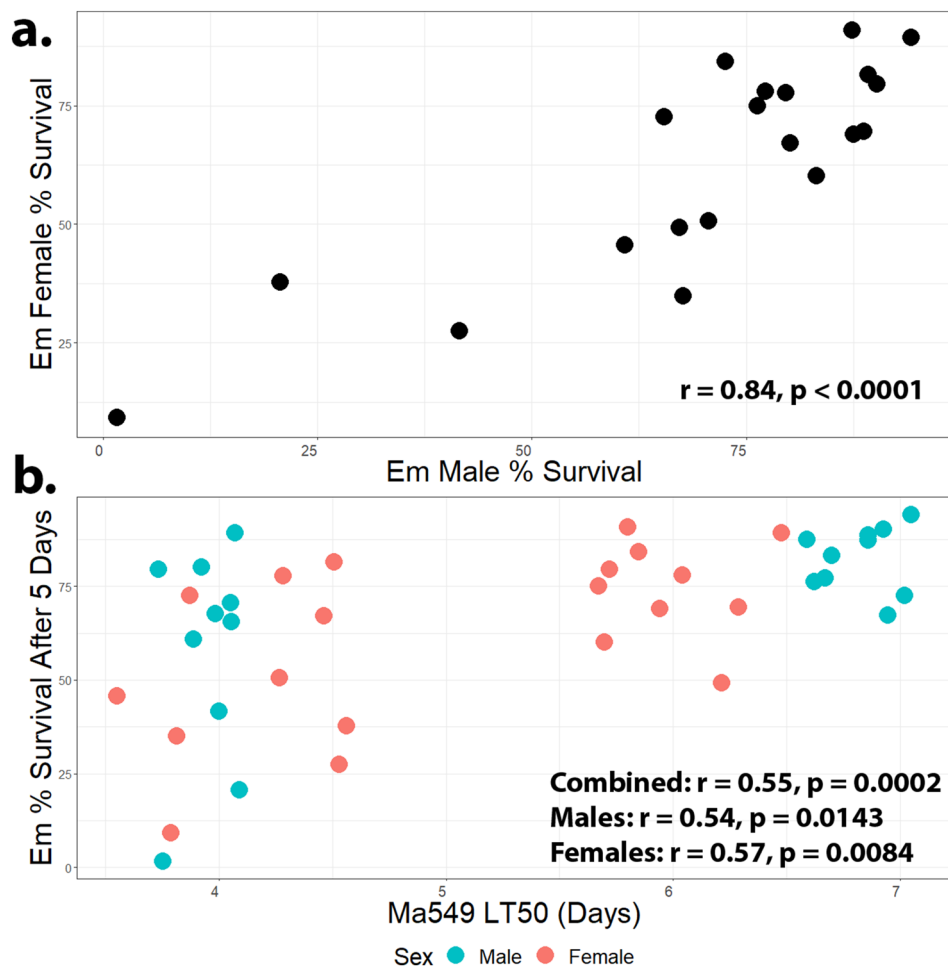 a.
Em Female % Survival
75
50
25
r = 0.84, p < 0.0001
0 25 50 75
Em Male % Survival
b.
Em % Survival After 5 Days
75
50
25
0
Combined: r = 0.55, p = 0.0002
Males: r = 0.54, p = 0.0143
Females: r = 0.57, p = 0.0084
4 5 6 7
Ma549 LT50 (Days)
Sex Male Female